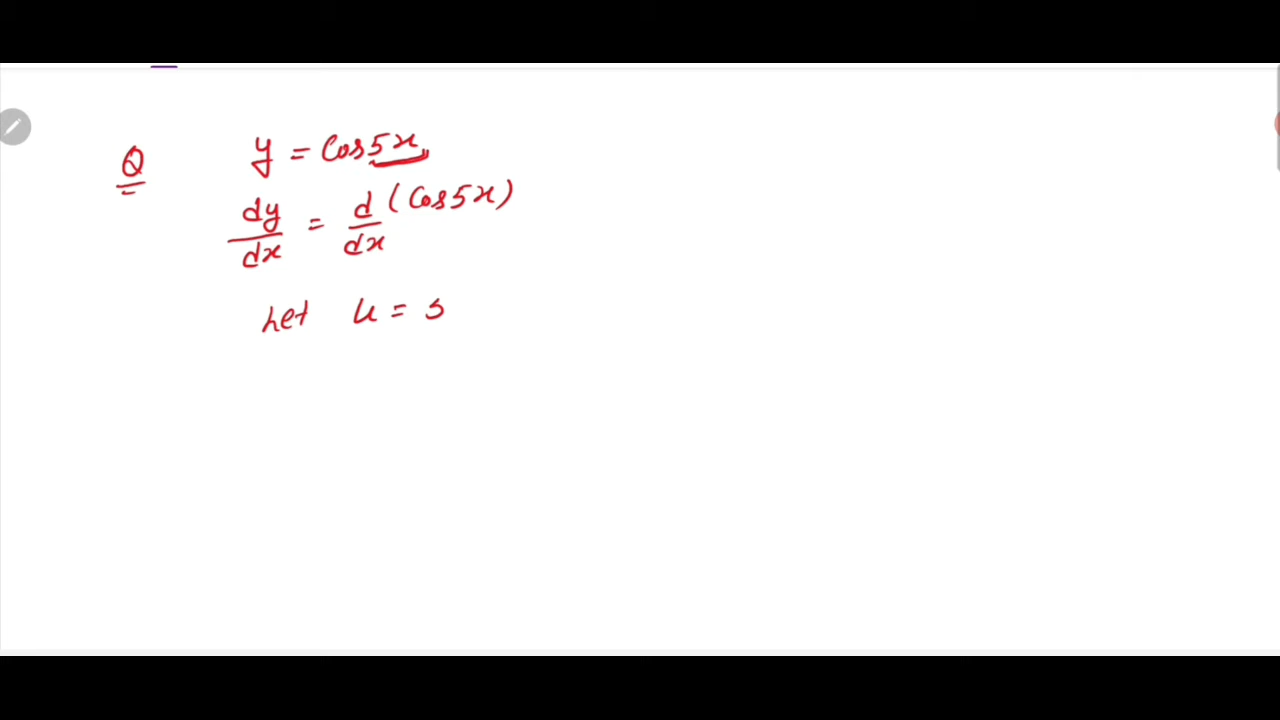 Q y = Cos5x
dy/dx = d/dx (Cos5x)
Let u = 5